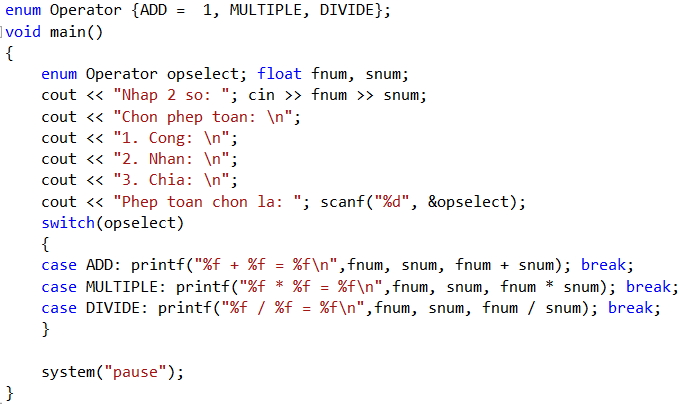 enum Operator {ADD =  1, MULTIPLE, DIVIDE};
void main()
{
    enum Operator opselect; float fnum, snum;
    cout << "Nhap 2 so: "; cin >> fnum >> snum;
    cout << "Chon phep toan: \n";
    cout << "1. Cong: \n";
    cout << "2. Nhan: \n";
    cout << "3. Chia: \n";
    cout << "Phep toan chon la: "; scanf("%d", &opselect);
    switch(opselect)
    {
    case ADD: printf("%f + %f = %f\n",fnum, snum, fnum + snum); break;
    case MULTIPLE: printf("%f * %f = %f\n",fnum, snum, fnum * snum); break;
    case DIVIDE: printf("%f / %f = %f\n",fnum, snum, fnum / snum); break;
    }

    system("pause");
}